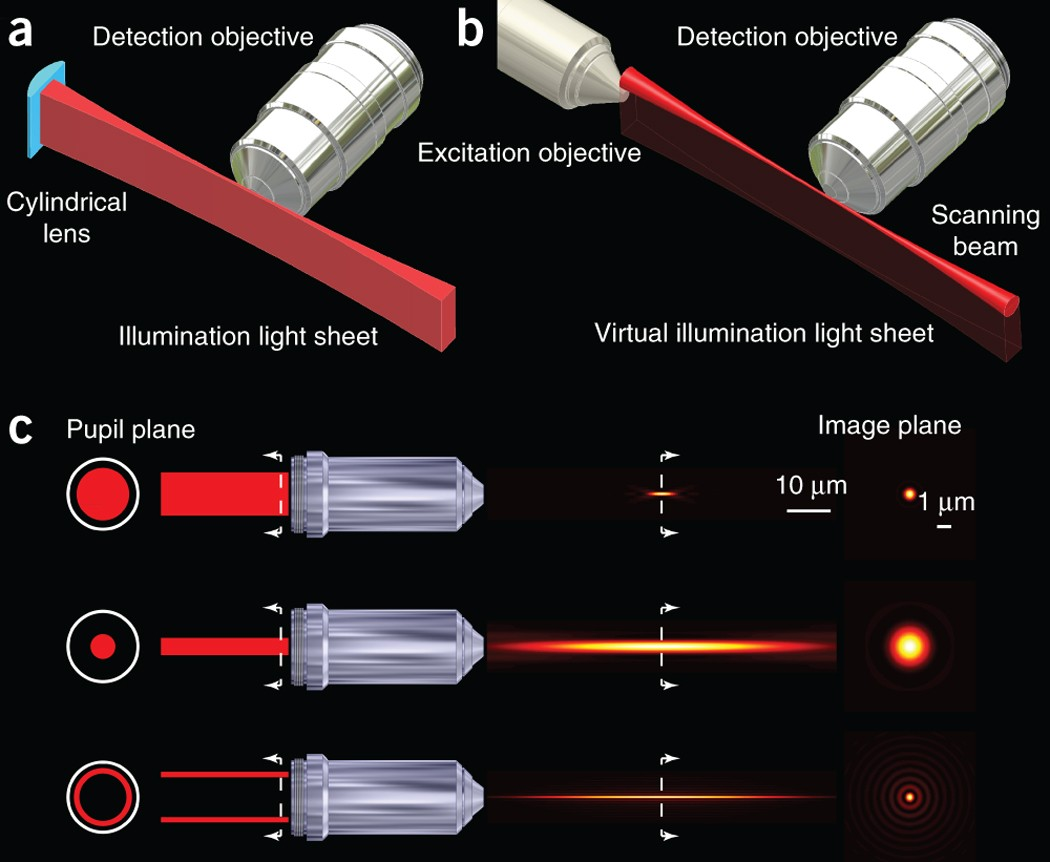 a
Detection objective
Cylindrical
lens
Illumination light sheet
b
Detection objective
Excitation objective
Scanning
beam
Virtual illumination light sheet
c
Pupil plane
Image plane
10 μm
1 μm